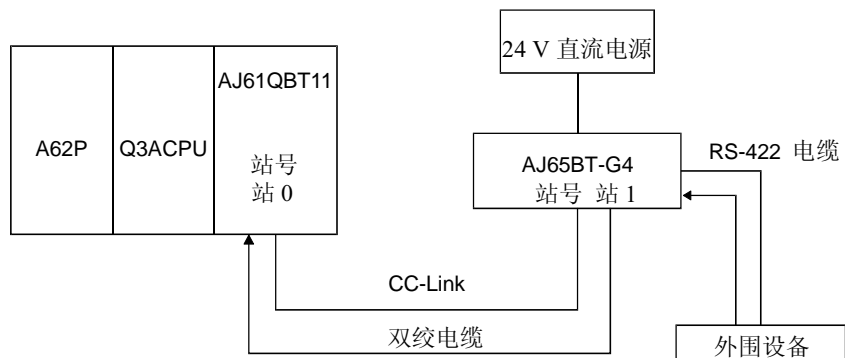 24 V 直流电源
AJ61QBT11
A62P
Q3ACPU
站号
站 0
AJ65BT-G4
站号 站 1
RS-422 电缆
CC-Link
双绞电缆
外围设备